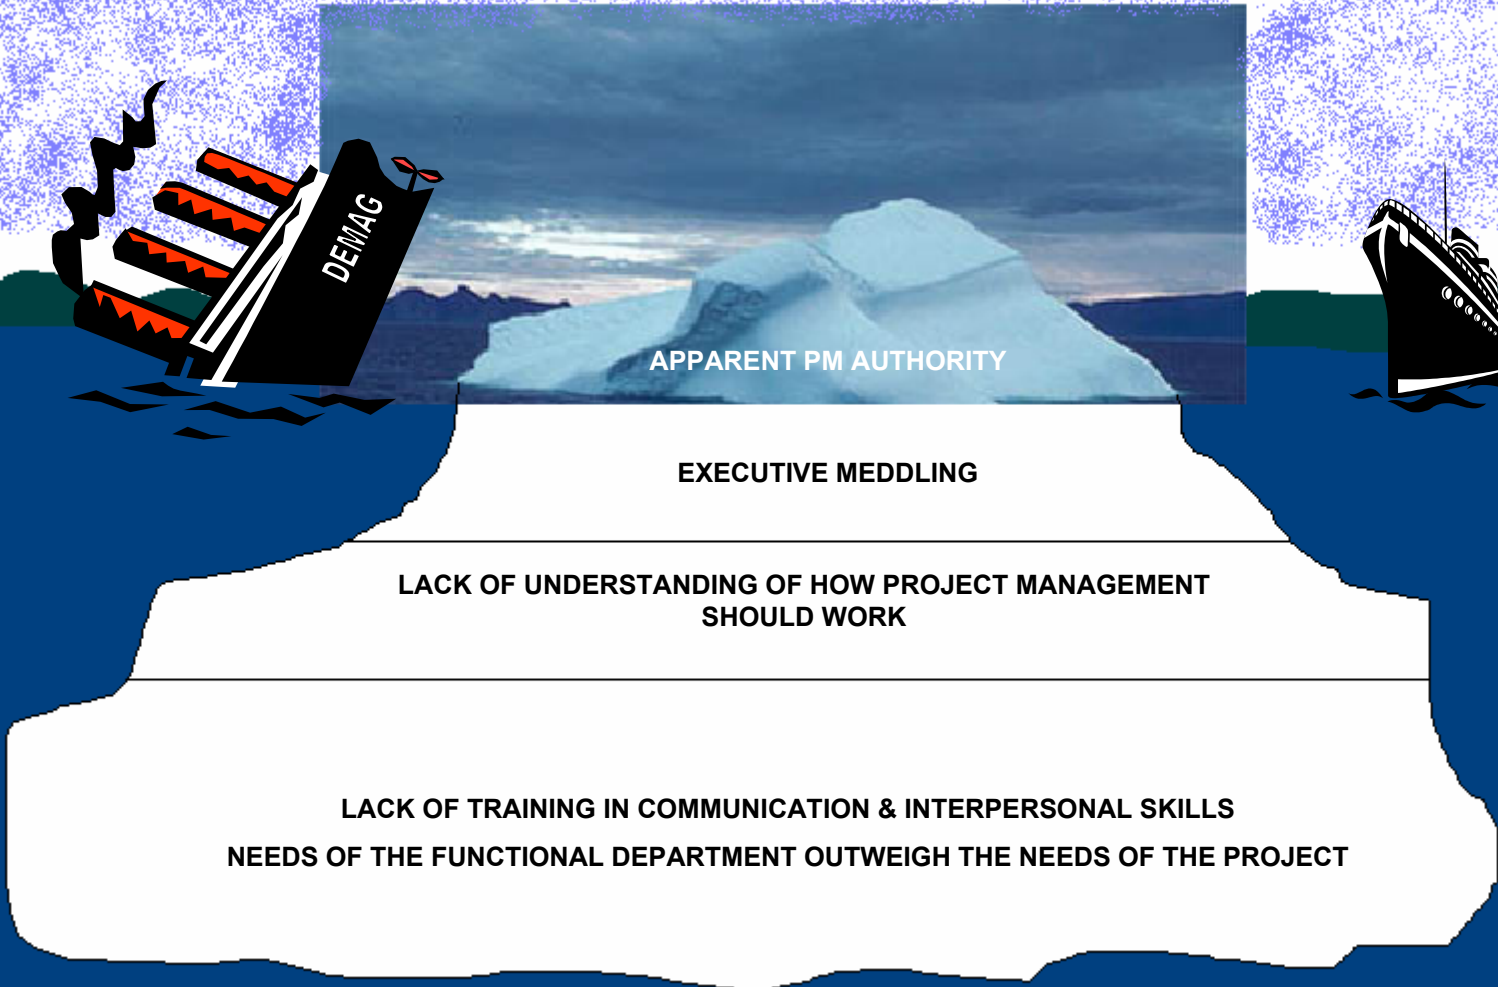 DEMAG
APPARENT PM AUTHORITY
EXECUTIVE MEDDLING
LACK OF UNDERSTANDING OF HOW PROJECT MANAGEMENT
SHOULD WORK
LACK OF TRAINING IN COMMUNICATION & INTERPERSONAL SKILLS
NEEDS OF THE FUNCTIONAL DEPARTMENT OUTWEIGH THE NEEDS OF THE PROJECT